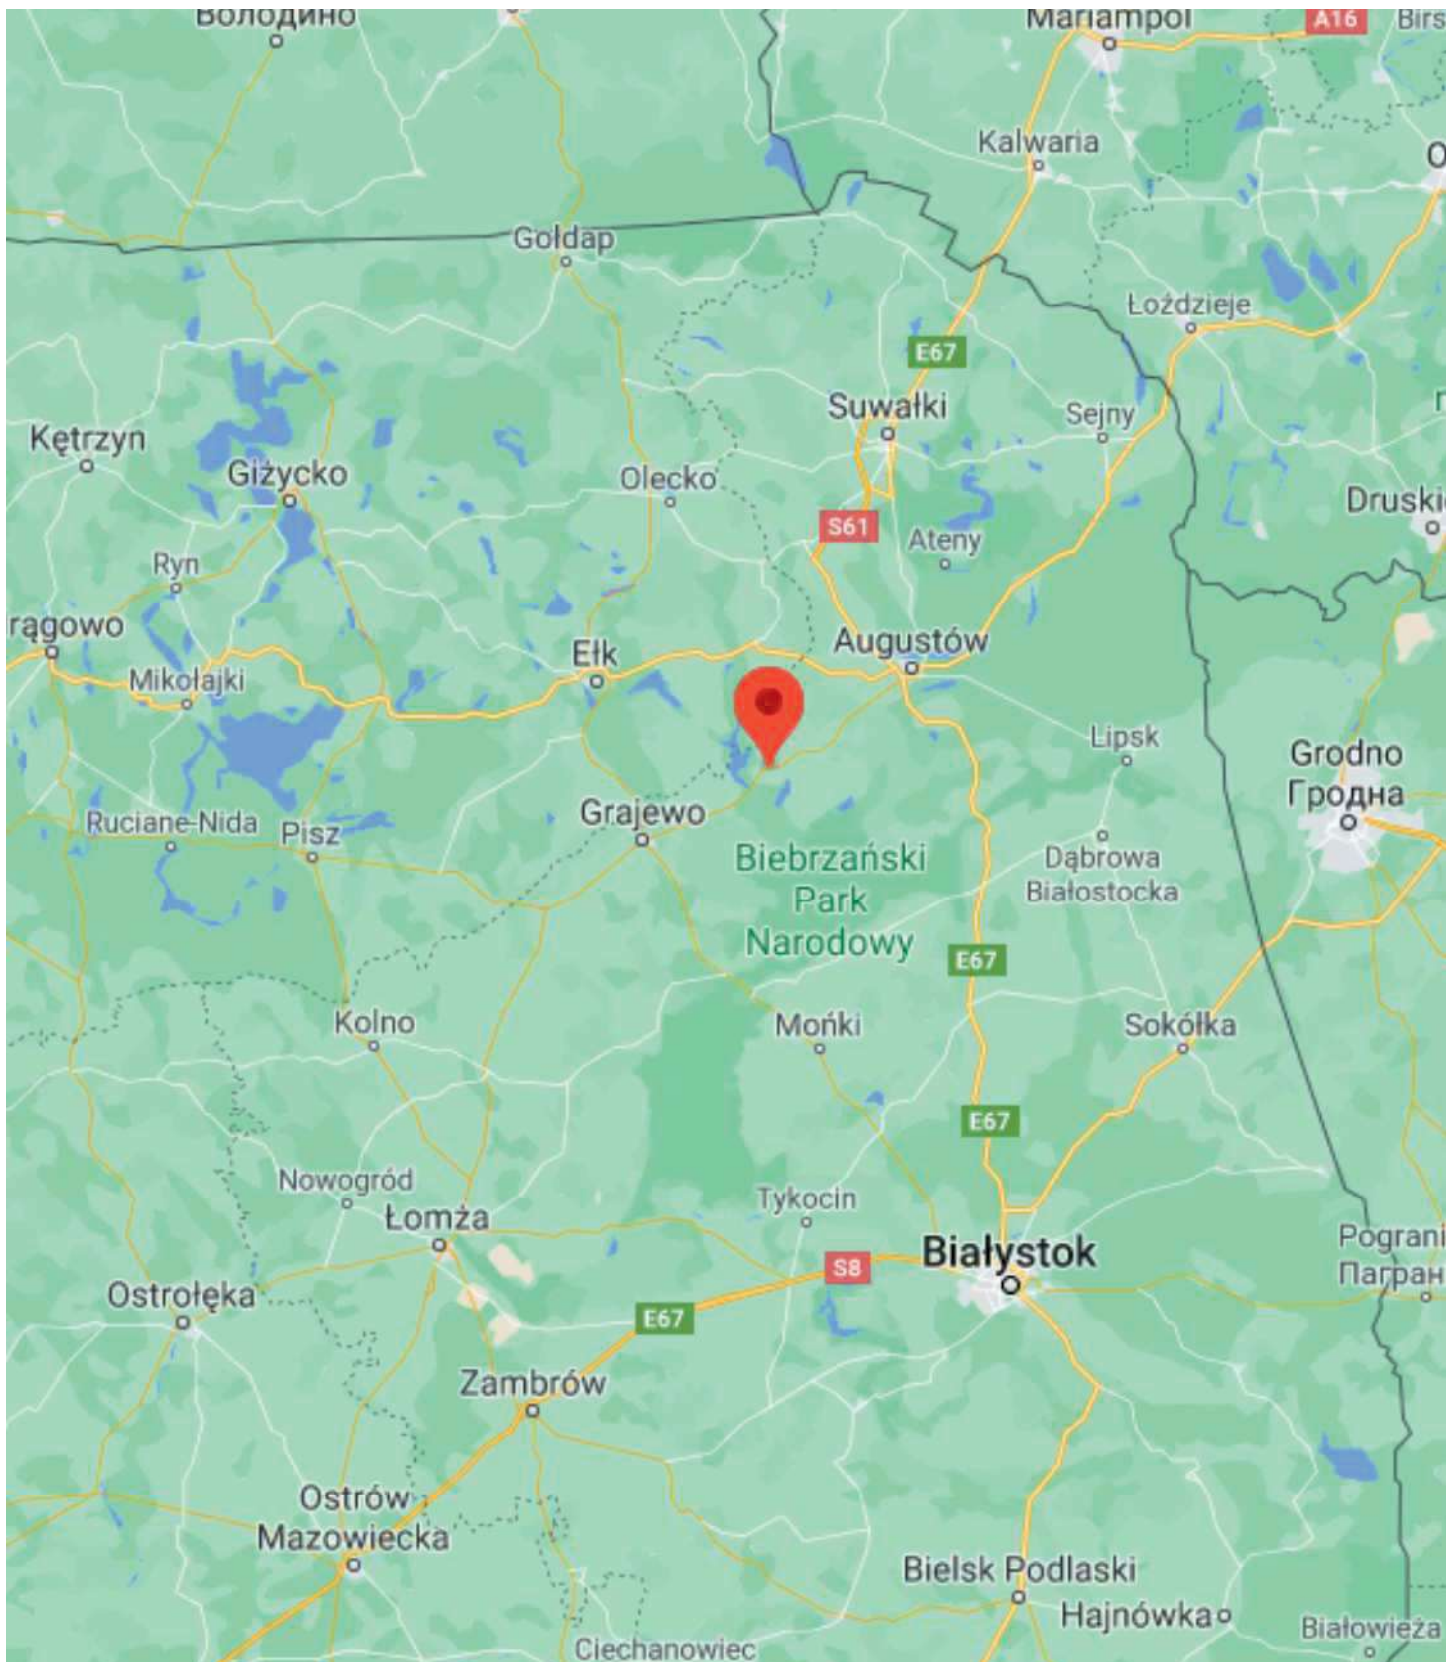 Володино
Mariampol
A16
Birs
Kalwaria
O
Gołdap
Łoździeje
E67
Suwałki
Sejny
Kętrzyn
Giżycko
Olecko
Druski
S61
Ateny
Ryn
rągowo
Augustów
Ełk
Mikołajki
Lipsk
Grodno
Гродна
Grajewo
Ruciane-Nida
Pisz
Biebrzański
Park
Narodowy
Dąbrowa
Białostocka
E67
Kolno
Mońki
Sokółka
E67
Nowogród
Tykocin
Łomża
Białystok
Pograni
Пагран
S8
Ostrołęka
E67
Zambrów
Ostrów
Mazowiecka
Bielsk Podlaski
Hajnówka
Białowieża
Ciechanowiec